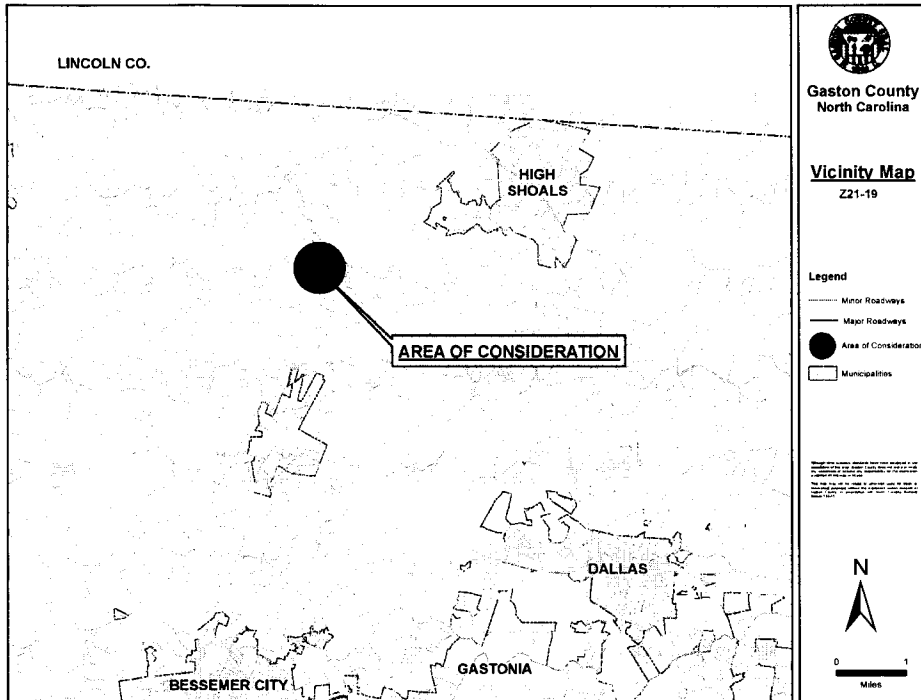 LINCOLN CO.
HIGH
SHOALS
AREA OF CONSIDERATION
DALLAS
GASTONIA
BESSEMER CITY
Gaston County
North Carolina
Vicinity Map
Z21-19
Legend
Minor Roadways
Major Roadways
Area of Consideration
Municipalities
N
0 1
Miles